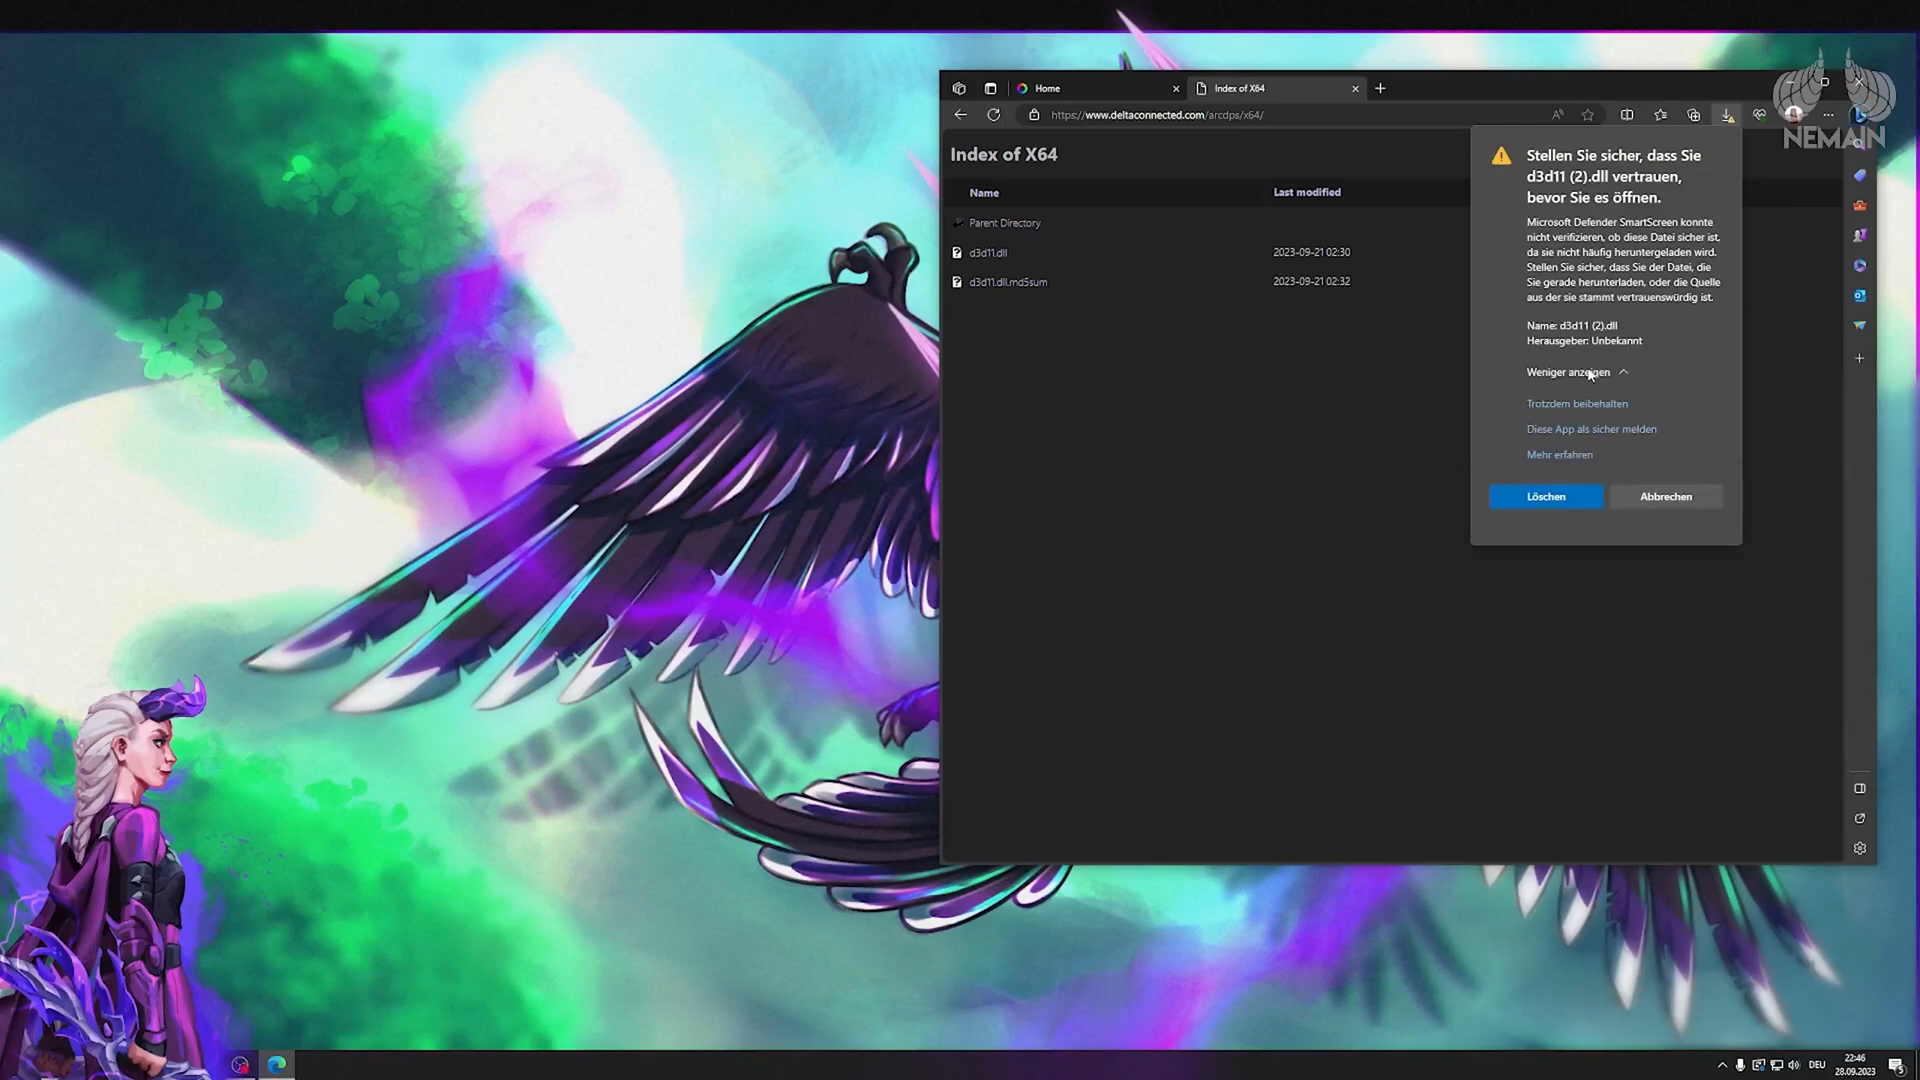 Home
Index of X64
https://www.deltaconnected.com/arcdps/x64/
NEMAIN
Index of X64
Name
Last modified
Parent Directory
d3d11.dll
2023-09-21 02:30
d3d11.dll.md5sum
2023-09-21 02:32
Stellen Sie sicher, dass Sie
d3d11 (2).dll vertrauen,
bevor Sie es öffnen.
Microsoft Defender SmartScreen konnte
nicht verifizieren, ob diese Datei sicher ist,
da sie nicht häufig heruntergeladen wird.
Stellen Sie sicher, dass Sie der Datei, die
Sie gerade herunterladen, oder die Quelle
aus der sie stammt vertrauenswürdig ist.
Name: d3d11 (2).dll
Herausgeber: Unbekannt
Weniger anzeigen
Trotzdem beibehalten
Diese App als sicher melden
Mehr erfahren
Löschen
Abbrechen
DEU
22:46
28.09.2023
5